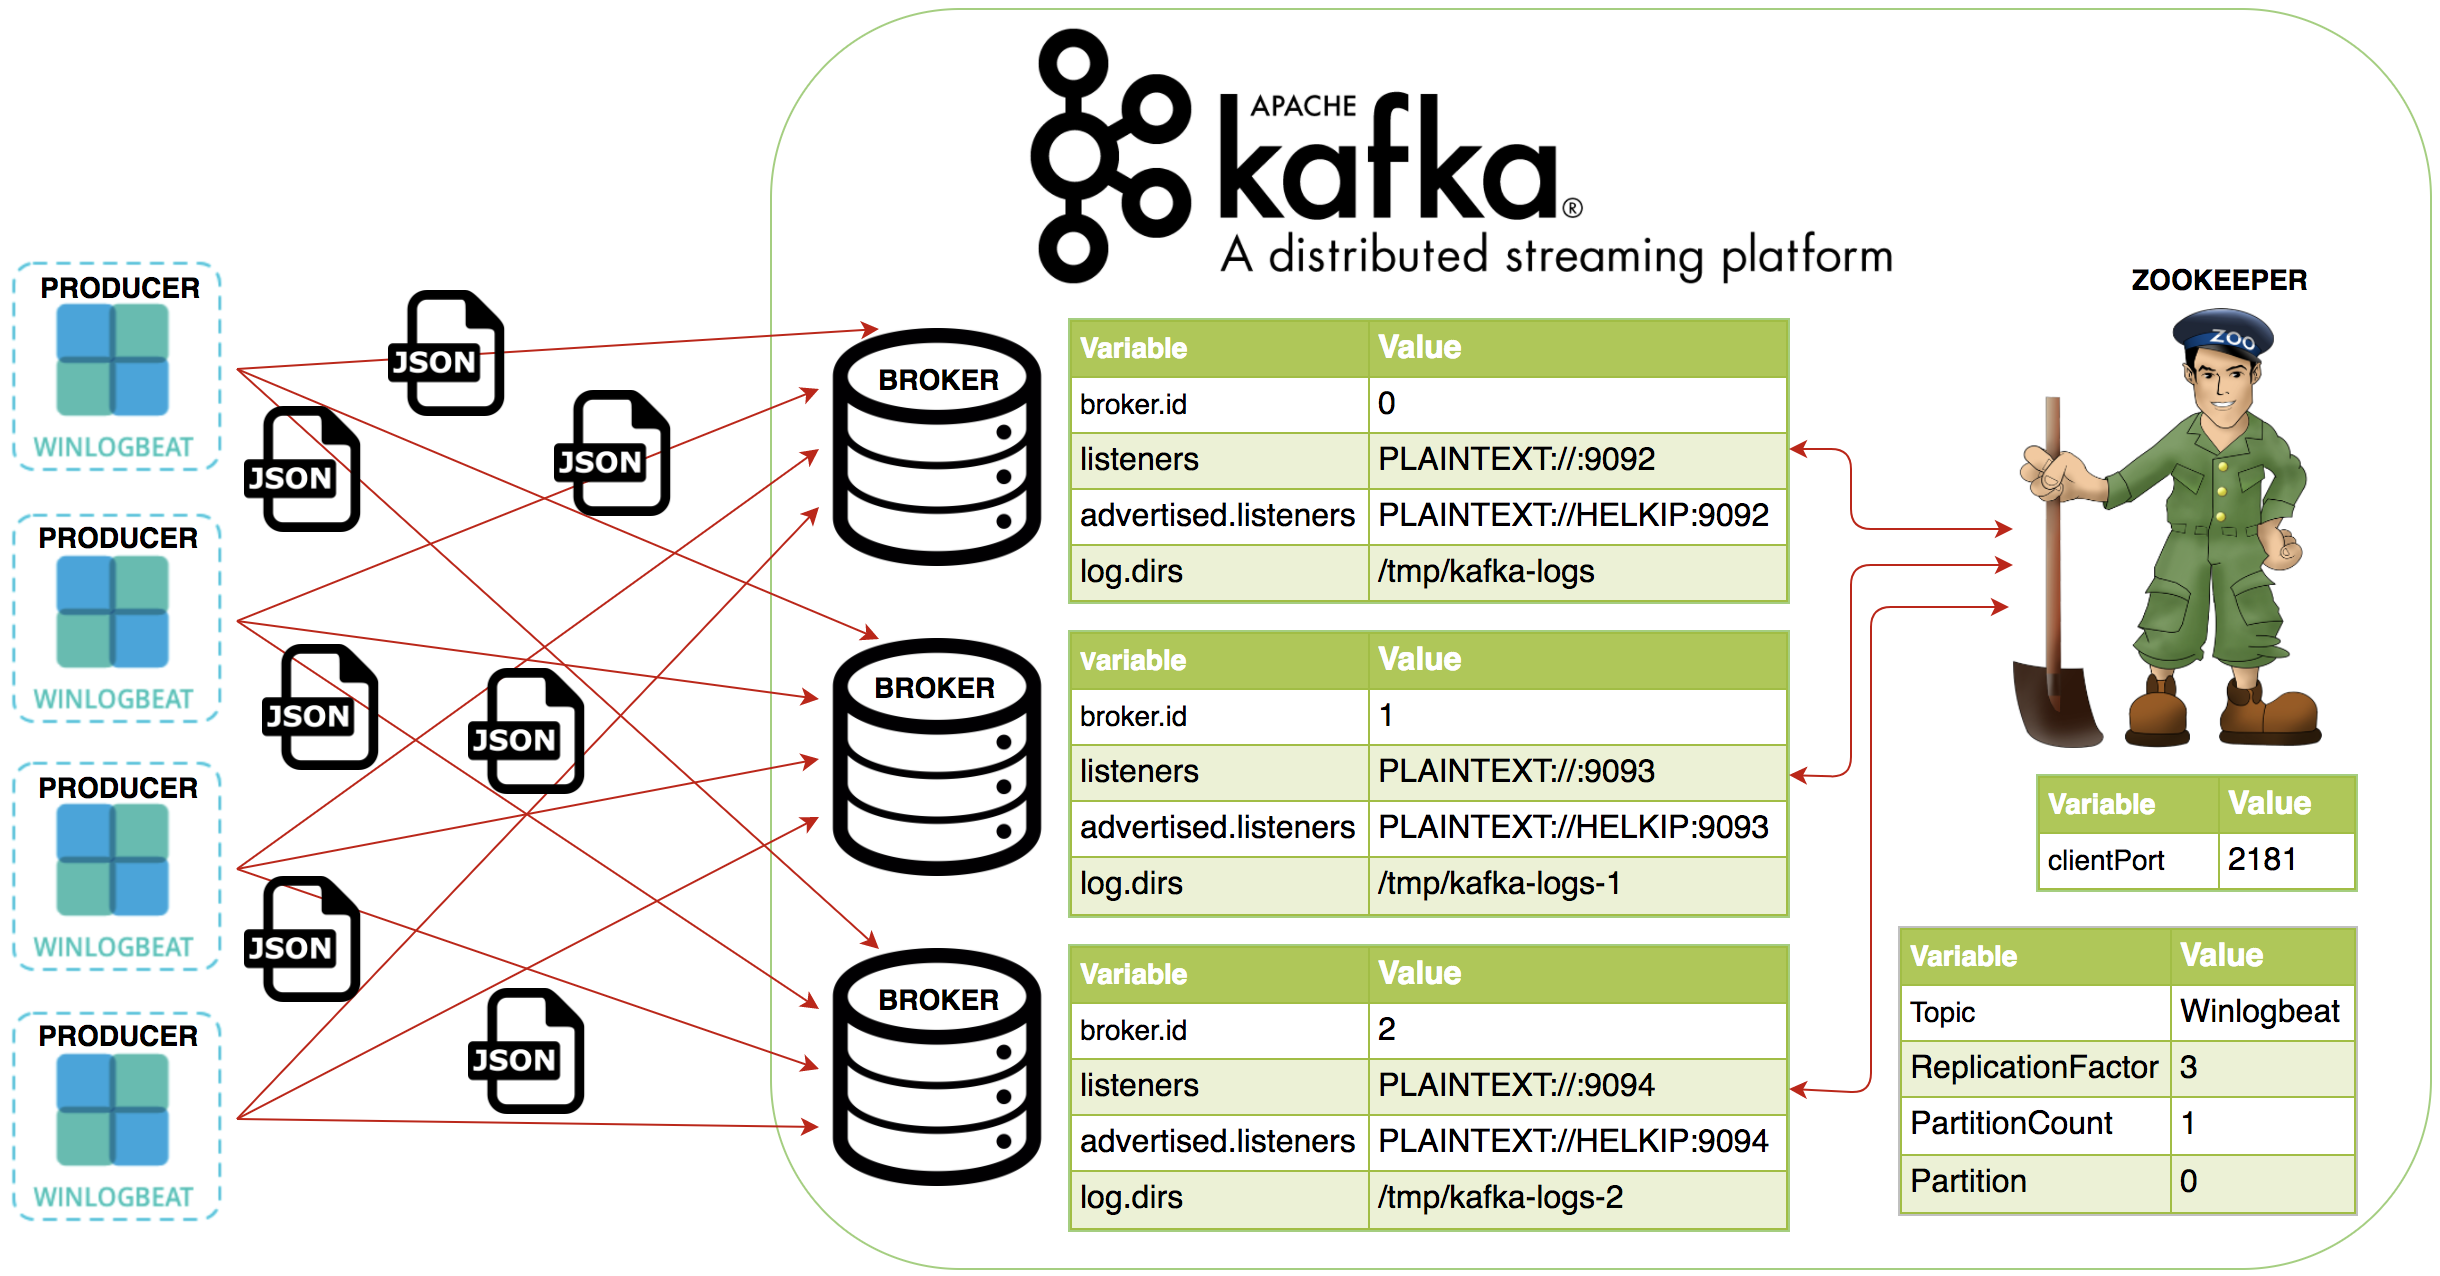 APACHE
kafka®
A distributed streaming platform
PRODUCER
WINLOGBEAT
PRODUCER
WINLOGBEAT
PRODUCER
WINLOGBEAT
PRODUCER
WINLOGBEAT
JSON
JSON
JSON
JSON
JSON
JSON
JSON
BROKER
Variable Value
broker.id 0
listeners PLAINTEXT://:9092
advertised.listeners PLAINTEXT://HELKIP:9092
log.dirs /tmp/kafka-logs
BROKER
Variable Value
broker.id 1
listeners PLAINTEXT://:9093
advertised.listeners PLAINTEXT://HELKIP:9093
log.dirs /tmp/kafka-logs-1
BROKER
Variable Value
broker.id 2
listeners PLAINTEXT://:9094
advertised.listeners PLAINTEXT://HELKIP:9094
log.dirs /tmp/kafka-logs-2
ZOOKEEPER
ZOO
Variable Value
clientPort 2181
Variable Value
Topic Winlogbeat
ReplicationFactor 3
PartitionCount 1
Partition 0